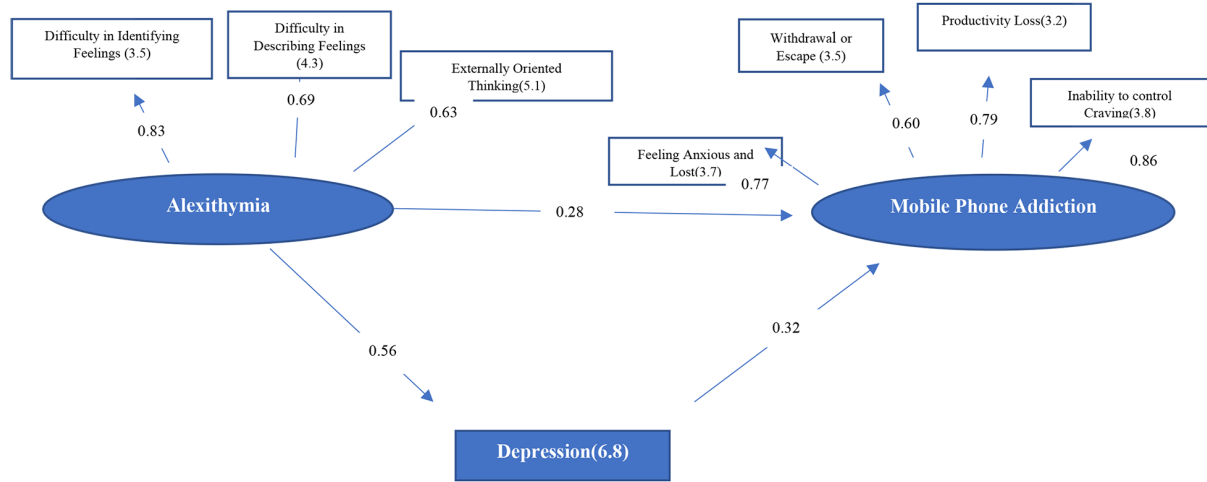 Difficulty in Identifying
Feelings (3.5)
Difficulty in
Describing Feelings
(4.3)
Externally Oriented
Thinking(5.1)
Withdrawal or
Escape (3.5)
Productivity Loss(3.2)
Inability to control
Craving(3.8)
0.83
0.69
0.63
0.60
0.79
0.86
Feeling Anxious and
Lost(3.7)
0.77
Alexithymia
0.28
Mobile Phone Addiction
0.56
0.32
Depression(6.8)